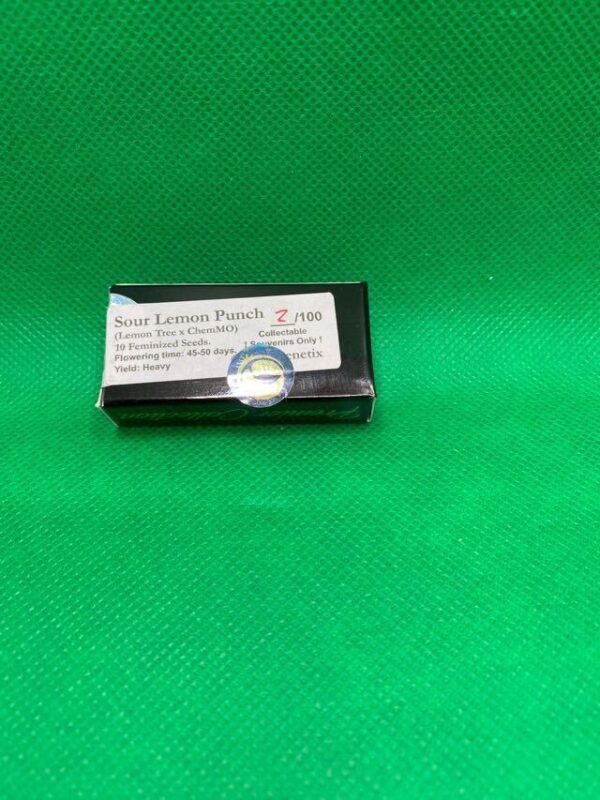 Sour Lemon Punch 2/100
(Lemon Tree x ChemMO) Collectable
10 Feminized Seeds. ! Souvenirs Only !
Flowering time: 45-50 days. enetix
Yield: Heavy